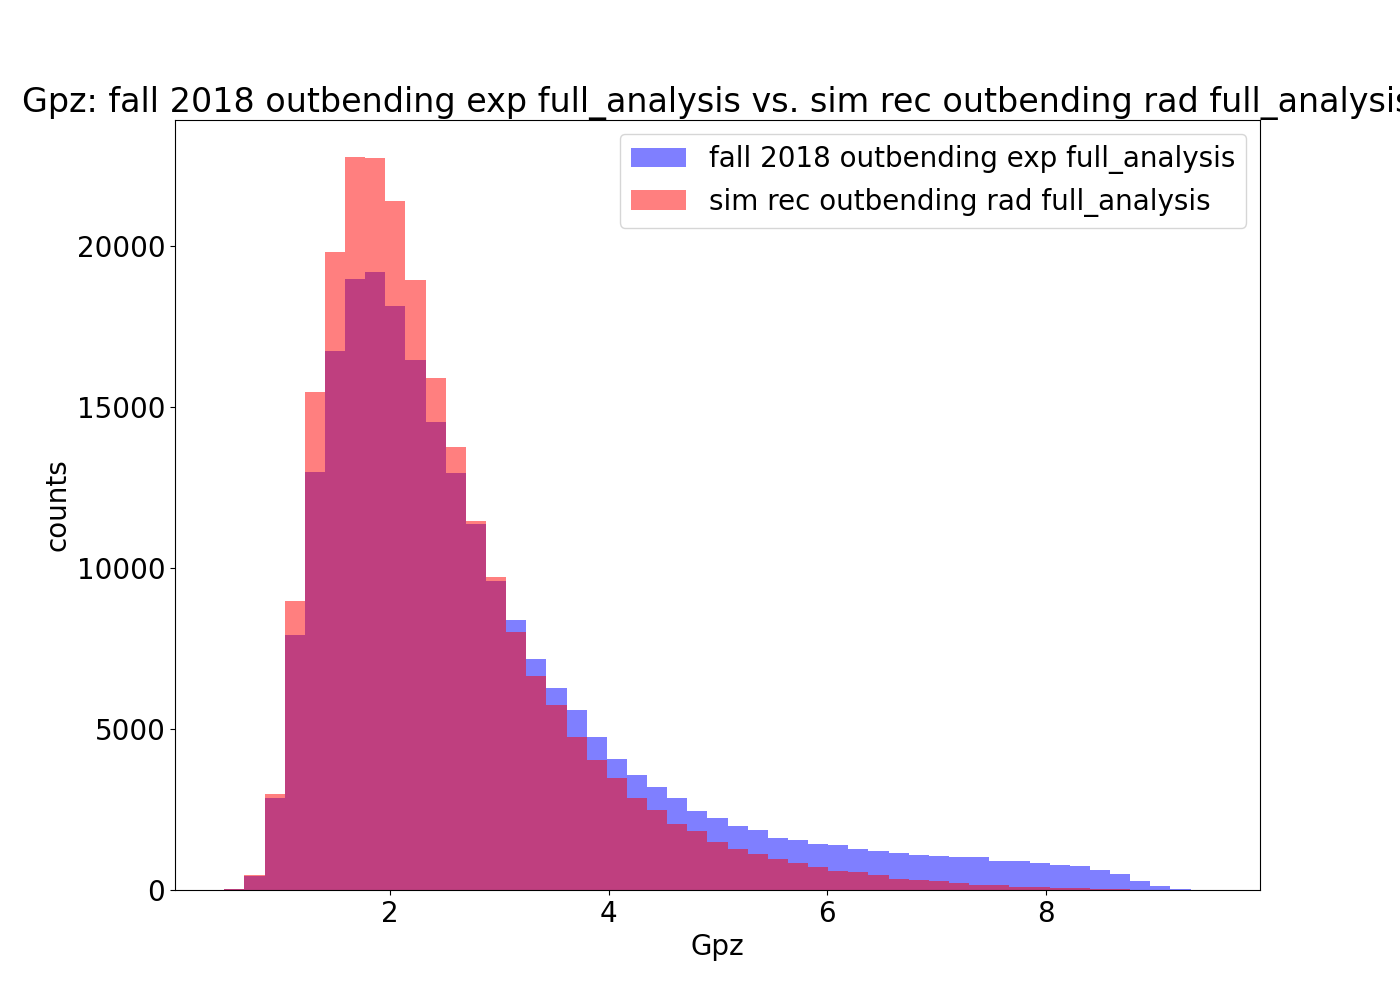 Gpz: fall 2018 outbending exp full_analysis vs. sim rec outbending rad full_analysis
fall 2018 outbending exp full_analysis
sim rec outbending rad full_analysis
20000
15000
10000
5000
0
counts
2 4 6 8
Gpz